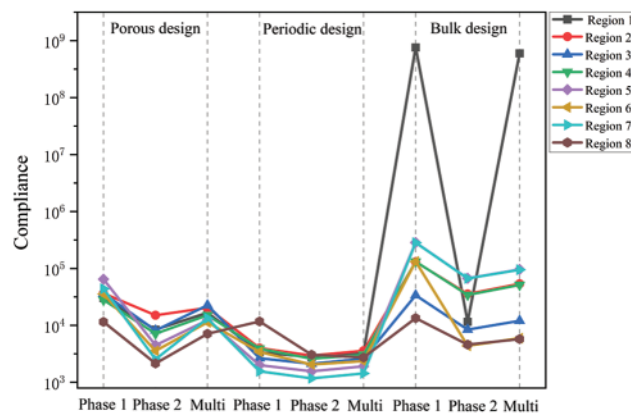 Porous design Periodic design Bulk design
Region 1
Region 2
Region 3
Region 4
Region 5
Region 6
Region 7
Region 8
Compliance
10^9
10^8
10^7
10^6
10^5
10^4
10^3
Phase 1 Phase 2 Multi Phase 1 Phase 2 Multi Phase 1 Phase 2 Multi